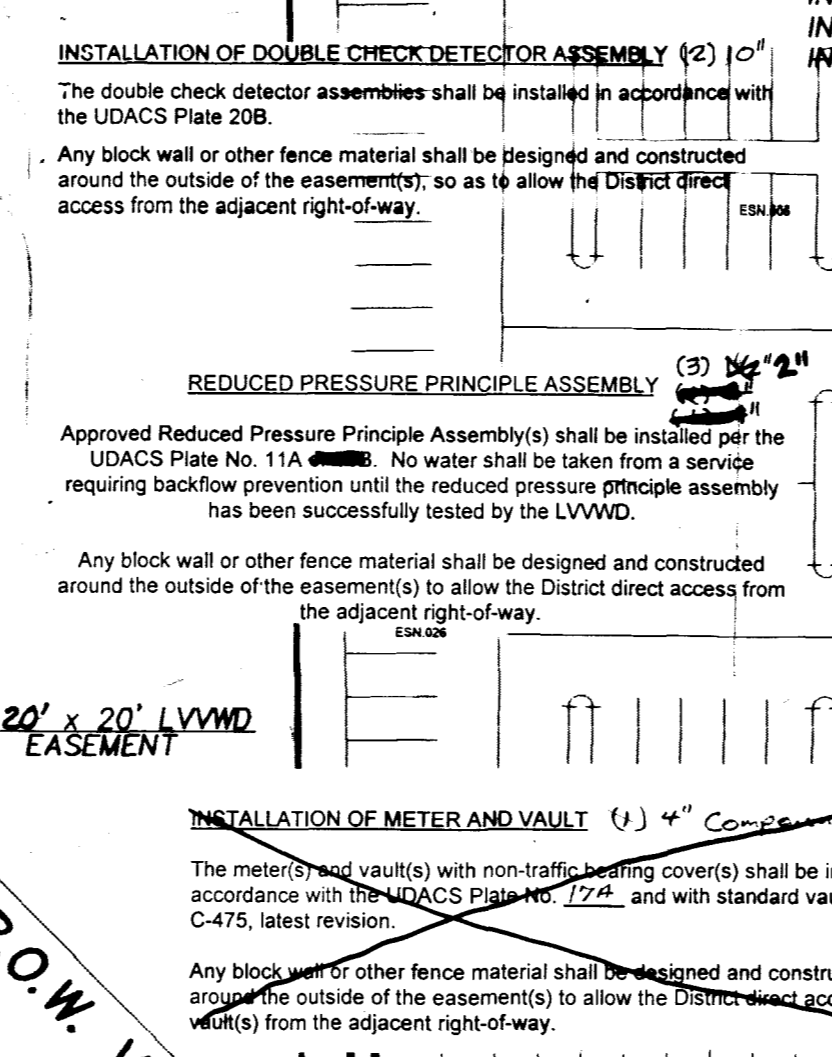 INSTALLATION OF DOUBLE CHECK DETECTOR ASSEMBLY (2) 10"
The double check detector assemblies shall be installed in accordance with
the UDACS Plate 20B.
Any block wall or other fence material shall be designed and constructed
around the outside of the easement(s), so as to allow the District direct
access from the adjacent right-of-way.
REDUCED PRESSURE PRINCIPLE ASSEMBLY
(3) 2"
Approved Reduced Pressure Principle Assembly(s) shall be installed per the
UDACS Plate No. 11A B. No water shall be taken from a service
requiring backflow prevention until the reduced pressure principle assembly
has been successfully tested by the LVVWD.
Any block wall or other fence material shall be designed and constructed
around the outside of the easement(s) to allow the District direct access from
the adjacent right-of-way.
ESN.026
20' x 20' LVVWD
EASEMENT
INSTALLATION OF METER AND VAULT (1) 4"
The meter(s) and vault(s) with non-traffic bearing cover(s) shall be
accordance with the UDACS Plate No. 17A and with standard
C-475, latest revision.
Any block wall or other fence material shall be designed and
around the outside of the easement(s) to allow the District direct
vault(s) from the adjacent right-of-way.
O.W.